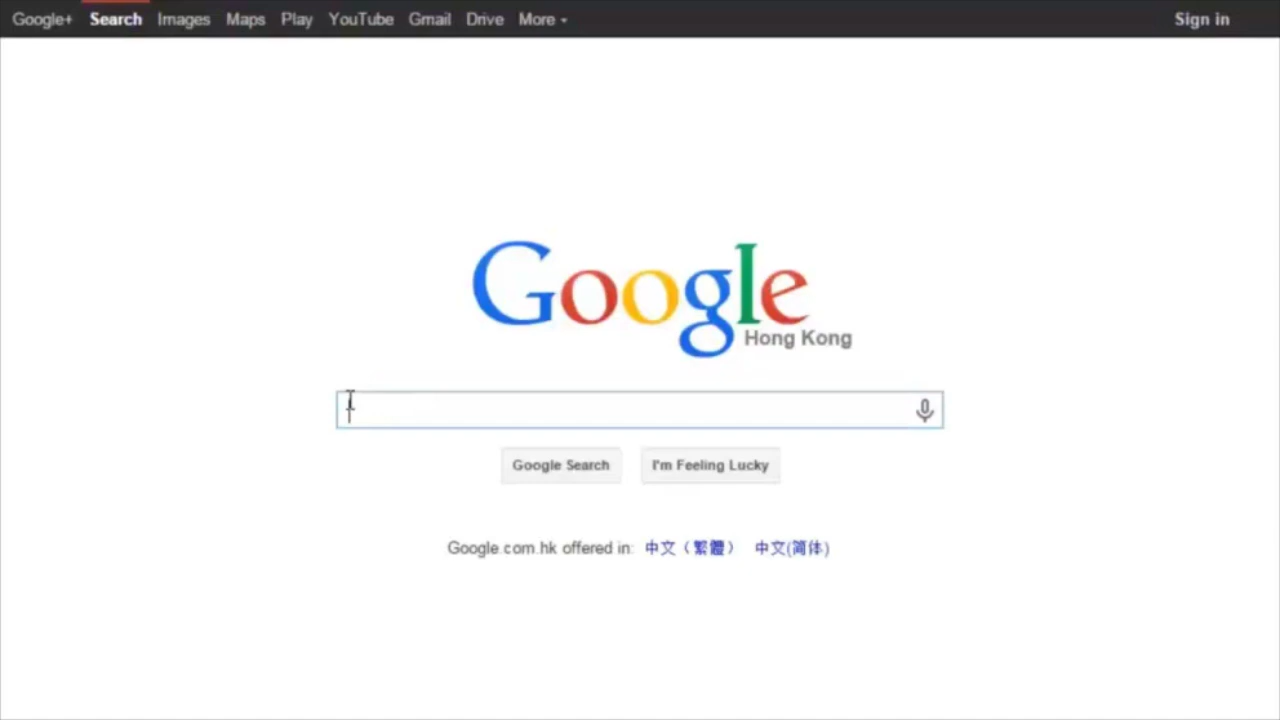 Google+ Search Images Maps Play YouTube Gmail Drive More Sign in
Google
Hong Kong
Google Search I'm Feeling Lucky
Google.com.hk offered in: 中文（繁體） 中文(简体)